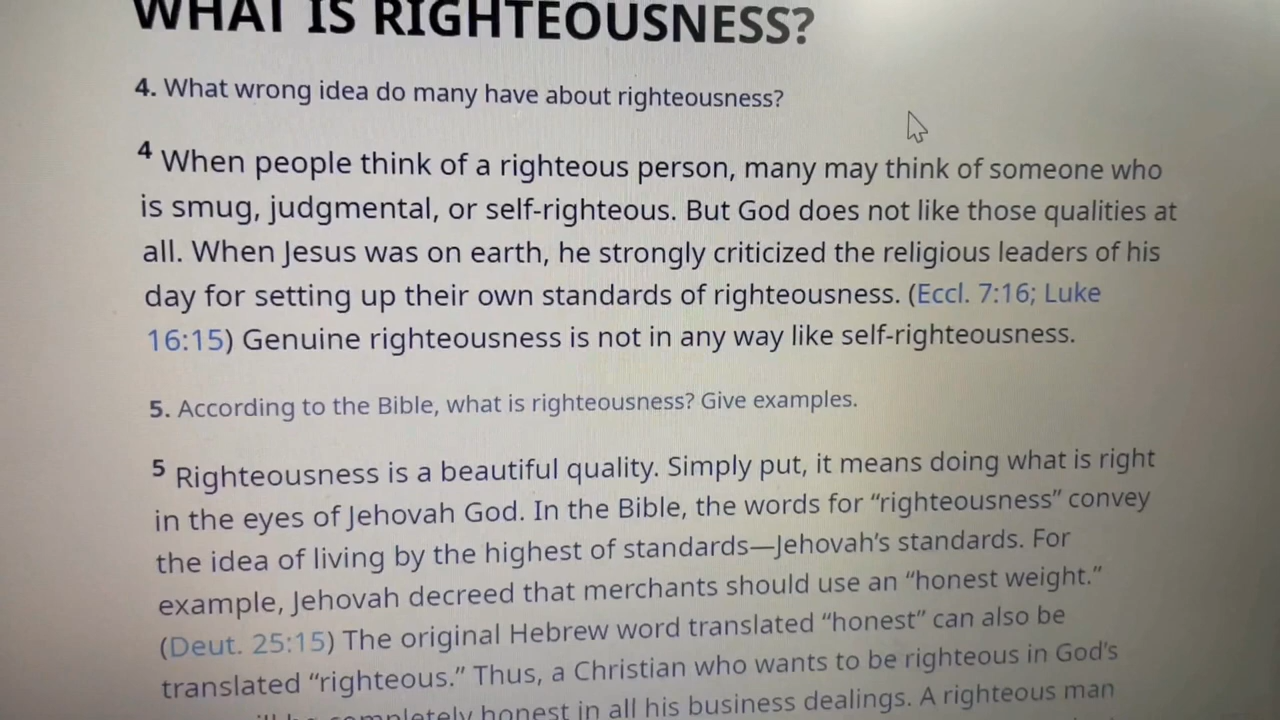 WHAT IS RIGHTEOUSNESS?
4. What wrong idea do many have about righteousness?
4 When people think of a righteous person, many may think of someone who
is smug, judgmental, or self-righteous. But God does not like those qualities at
all. When Jesus was on earth, he strongly criticized the religious leaders of his
day for setting up their own standards of righteousness. (Eccl. 7:16; Luke
16:15) Genuine righteousness is not in any way like self-righteousness.
5. According to the Bible, what is righteousness? Give examples.
5 Righteousness is a beautiful quality. Simply put, it means doing what is right
in the eyes of Jehovah God. In the Bible, the words for “righteousness” convey
the idea of living by the highest of standards—Jehovah’s standards. For
example, Jehovah decreed that merchants should use an “honest weight.”
(Deut. 25:15) The original Hebrew word translated “honest” can also be
translated “righteous.” Thus, a Christian who wants to be righteous in God’s
completely honest in all his business dealings. A righteous man